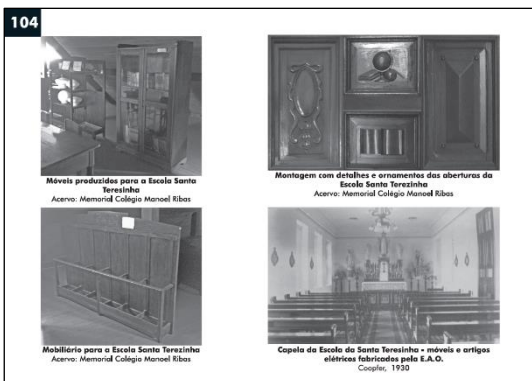 104
Móveis produzidos para a Escola Santa
Teresinha
Acervo: Memorial Colégio Manoel Ribas
Montagem com detalhes e ornamentos das aberturas da
Escola Santa Terezinha
Acervo: Memorial Colégio Manoel Ribas
Mobiliário para a Escola Santa Terezinha
Acervo: Memorial Colégio Manoel Ribas
Capela da Escola da Santa Teresinha - móveis e artigos
elétricos fabricados pela E.A.O.
Coopfer, 1930